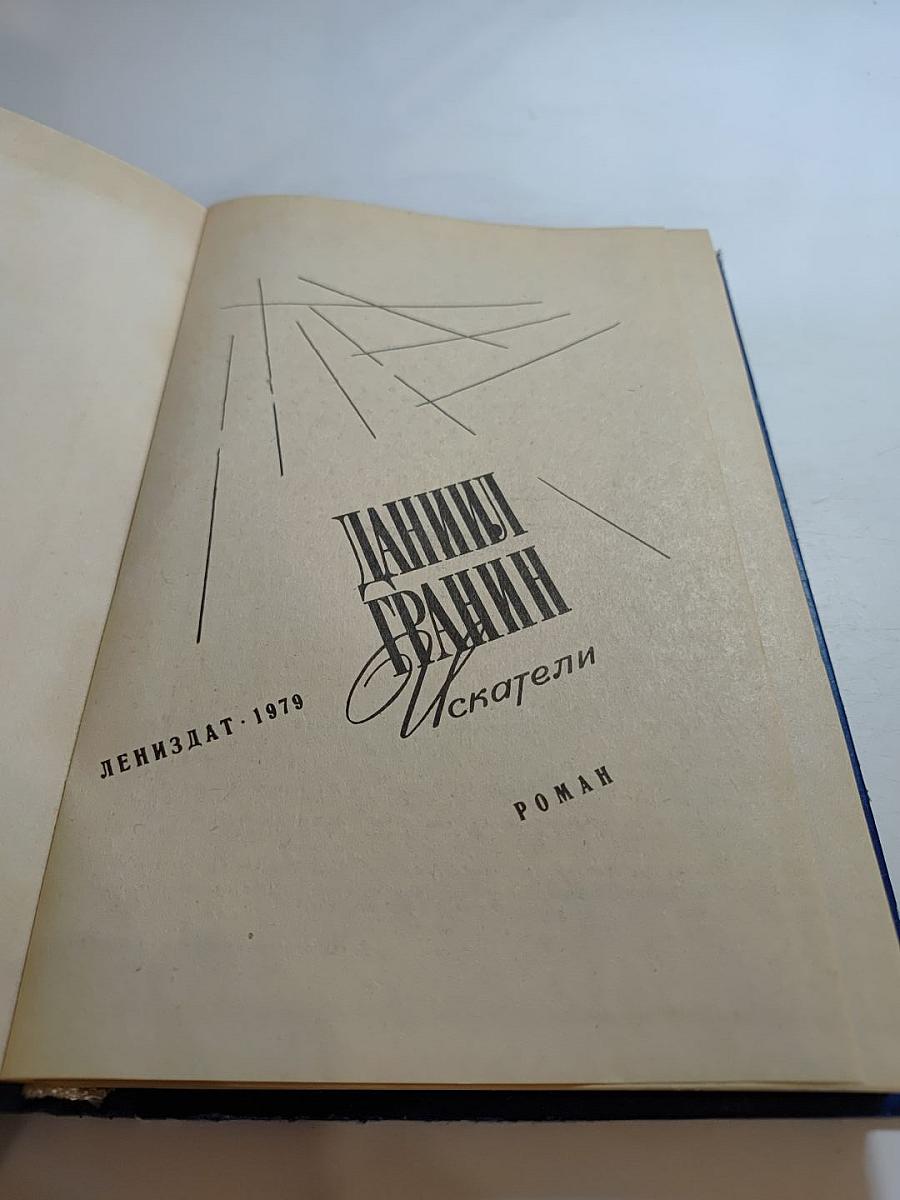 ДАНИИЛ
ГРАНИН
Искатели
ЛЕНИЗДАТ · 1979
РОМАН